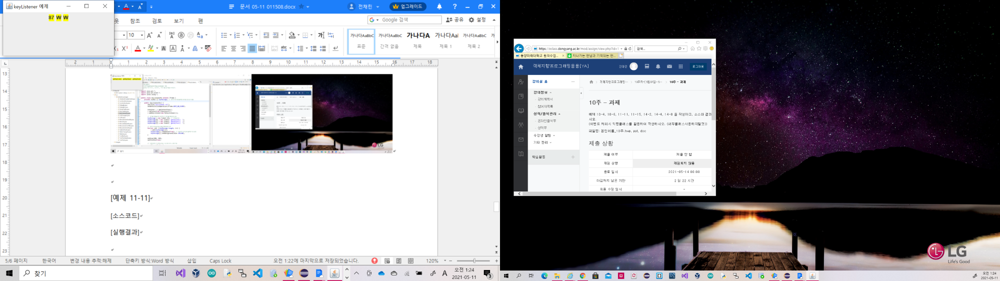 keyListener 예제
87 W W
문서 05-11 011508.docx
전채린
업그레이드
참조 검토 보기 펜
Google 검색
공유 설정
10
가나다AaBbC 가나다AaBbC 가나다A 가나다Aal 가나다AaBbC
표준 간격 없음 제목 제목 1 제목 2
2 1 1 2 3 4 5 6 7 8 9 10 11 12 13 14 15 16 17 18
13
14
15
16
17
18
19
20
21
22
23
[예제 11-11]
[소스코드]
[실행결과]
5/6 페이지 한국어 변경 내용 추적:해제 단축키 방식:Word 방식 삽입 Caps Lock 오전 1:22에 마지막으로 저장되었습니다. 120%
찾기
A
오전 1:24
2021-05-11
3
https://eclass.dongyang.ac.kr/mod/assign/view.php?id=1
검색...
동양미래대학교 원격수업...
지나가는 만남과 기억되는 만...
객체지향프로그래밍응용[YA]
전채린
로그아웃
강의실 홈
강의정보
강의계획서
참여자목록
성적/출석관리
온라인출석부
성적부
수강생 알림
기타 관리
학습활동
객체지향프로그래밍... 10주차-[5월07일-5... 10주 - 과제
10주 - 과제
예제 10-4, 10-6, 11-11, 11-15, 14-2, 14-4, 14-8 을 작성하고, 소스와 결과
시오.
(이벤트 처리시 익명클래스를 활용하여 작성하시오. (내부클래스사용하지말것))
파일명: 본인이름_10주.hwp, ppt, doc
제출 상황
제출 여부 제출 안 함
채점 상황 채점되지 않음
종료 일시 2021-05-14 00:00
마감까지 남은 기한 2 일 22 시간
최종 수정 일시 -
LG
Life's Good
오전 1:24
2021-05-11